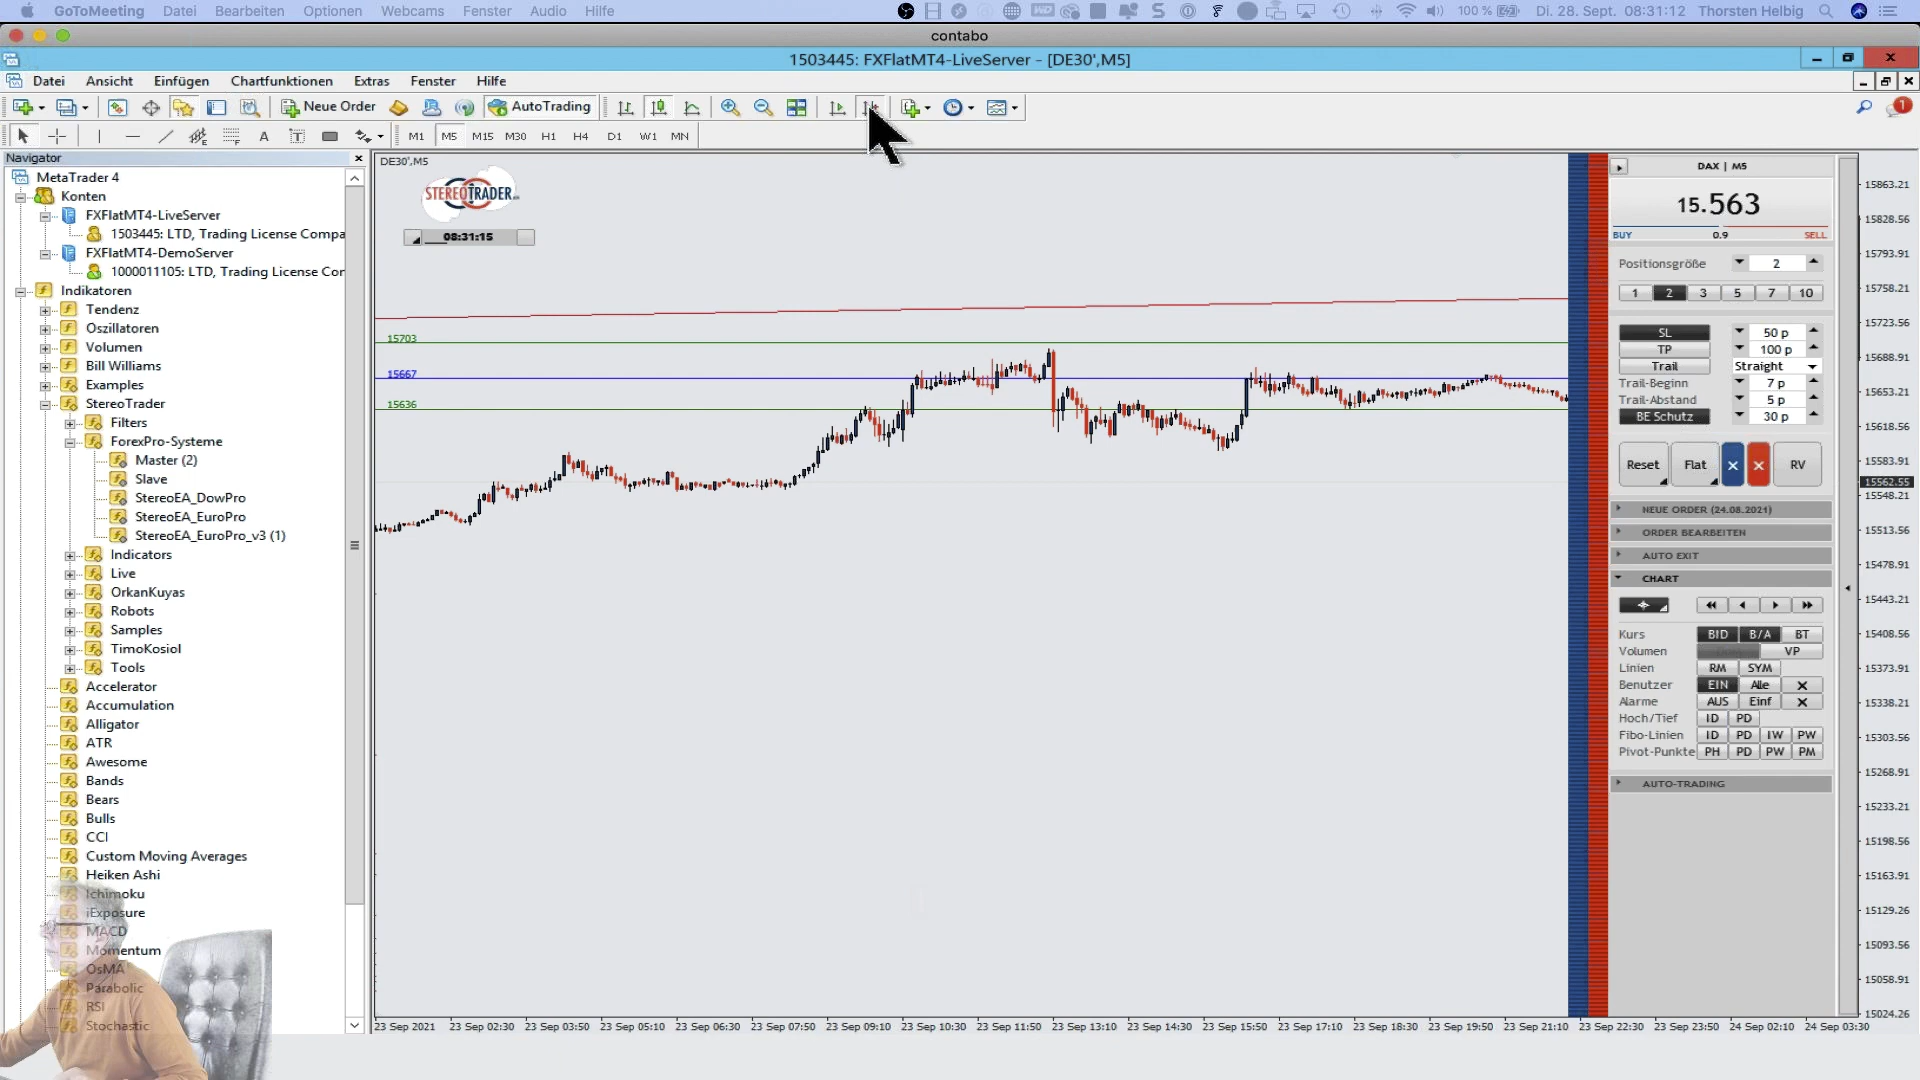 GoToMeeting Datei Bearbeiten Optionen Webcams Fenster Audio Hilfe 100 % Di. 28. Sept. 08:31:12 Thorsten Helbig
contabo
1503445: FXFlatMT4-LiveServer - [DE30',M5]
Datei Ansicht Einfügen Chartfunktionen Extras Fenster Hilfe
Neue Order AutoTrading 1
A T M1 M5 M15 M30 H1 H4 D1 W1 MN
Navigator
MetaTrader 4
Konten
FXFlatMT4-LiveServer
1503445: LTD, Trading License Compa
FXFlatMT4-DemoServer
1000011105: LTD, Trading License Cor
Indikatoren
Tendenz
Oszillatoren
Volumen
Bill Williams
Examples
StereoTrader
Filters
ForexPro-Systeme
Master (2)
Slave
StereoEA_DowPro
StereoEA_EuroPro
StereoEA_EuroPro_v3 (1)
Indicators
Live
OrkanKuyas
Robots
Samples
TimoKosiol
Tools
Accelerator
Accumulation
Alligator
ATR
Awesome
Bands
Bears
Bulls
CCI
Custom Moving Averages
Heiken Ashi
Ichimoku
iExposure
MACD
Momentum
OsMA
Parabolic
RSI
Stochastic
DE30',M5
STEREOTRADER
08:31:15
15703
15667
15636
23 Sep 2021 23 Sep 02:30 23 Sep 03:50 23 Sep 05:10 23 Sep 06:30 23 Sep 07:50 23 Sep 09:10 23 Sep 10:30 23 Sep 11:50 23 Sep 13:10 23 Sep 14:30 23 Sep 15:50 23 Sep 17:10 23 Sep 18:30 23 Sep 19:50 23 Sep 21:10 23 Sep 22:30 23 Sep 23:50 24 Sep 02:10 24 Sep 03:30
DAX | M5
15.563
BUY 0.9 SELL
Positionsgröße 2
1 2 3 5 7 10
SL 50 p
TP 100 p
Trail Straight
Trail-Beginn 7 p
Trail-Abstand 5 p
BE Schutz 30 p
Reset Flat × × RV
NEUE ORDER (24.08.2021)
ORDER BEARBEITEN
AUTO EXIT
CHART
Kurs BID B/A BT
Volumen VP
Linien RM SYM
Benutzer EIN Alle X
Alarme AUS Einf X
Hoch/Tief ID PD
Fibo-Linien ID PD IW PW
Pivot-Punkte PH PD PW PM
AUTO-TRADING
15863.21
15828.56
15793.91
15758.21
15723.56
15688.91
15653.21
15618.56
15583.91
15562.55
15548.21
15513.56
15478.91
15443.21
15408.56
15373.91
15338.21
15303.56
15268.91
15233.21
15198.56
15163.91
15129.26
15093.56
15058.91
15024.26